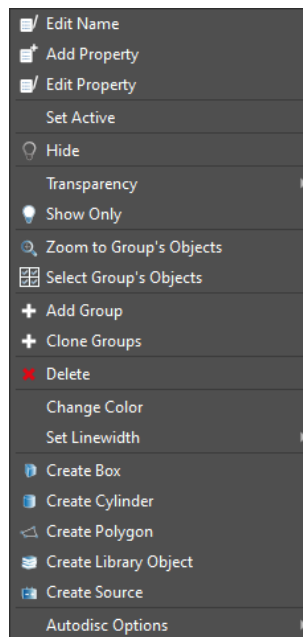 Edit Name
Add Property
Edit Property
Set Active
Hide
Transparency
Show Only
Zoom to Group's Objects
Select Group's Objects
Add Group
Clone Groups
Delete
Change Color
Set Linewidth
Create Box
Create Cylinder
Create Polygon
Create Library Object
Create Source
Autodisc Options